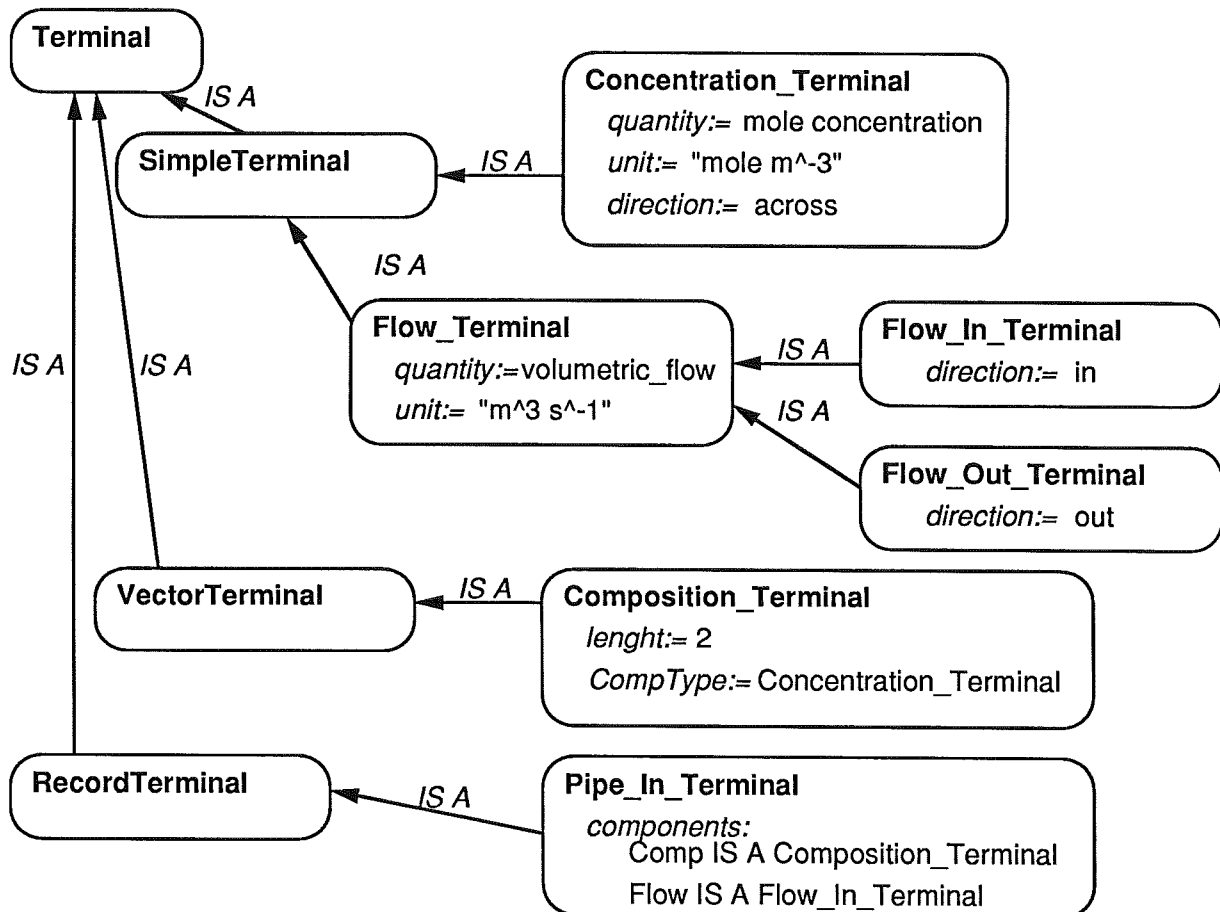 Terminal
IS A
SimpleTerminal
IS A
Concentration_Terminal
quantity:= mole concentration
unit:= "mole m^-3"
direction:= across
IS A
Flow_Terminal
quantity:=volumetric_flow
unit:= "m^3 s^-1"
IS A
Flow_In_Terminal
direction:= in
IS A
Flow_Out_Terminal
direction:= out
IS A
IS A
VectorTerminal
IS A
Composition_Terminal
lenght:= 2
CompType:= Concentration_Terminal
RecordTerminal
IS A
Pipe_In_Terminal
components:
Comp IS A Composition_Terminal
Flow IS A Flow_In_Terminal